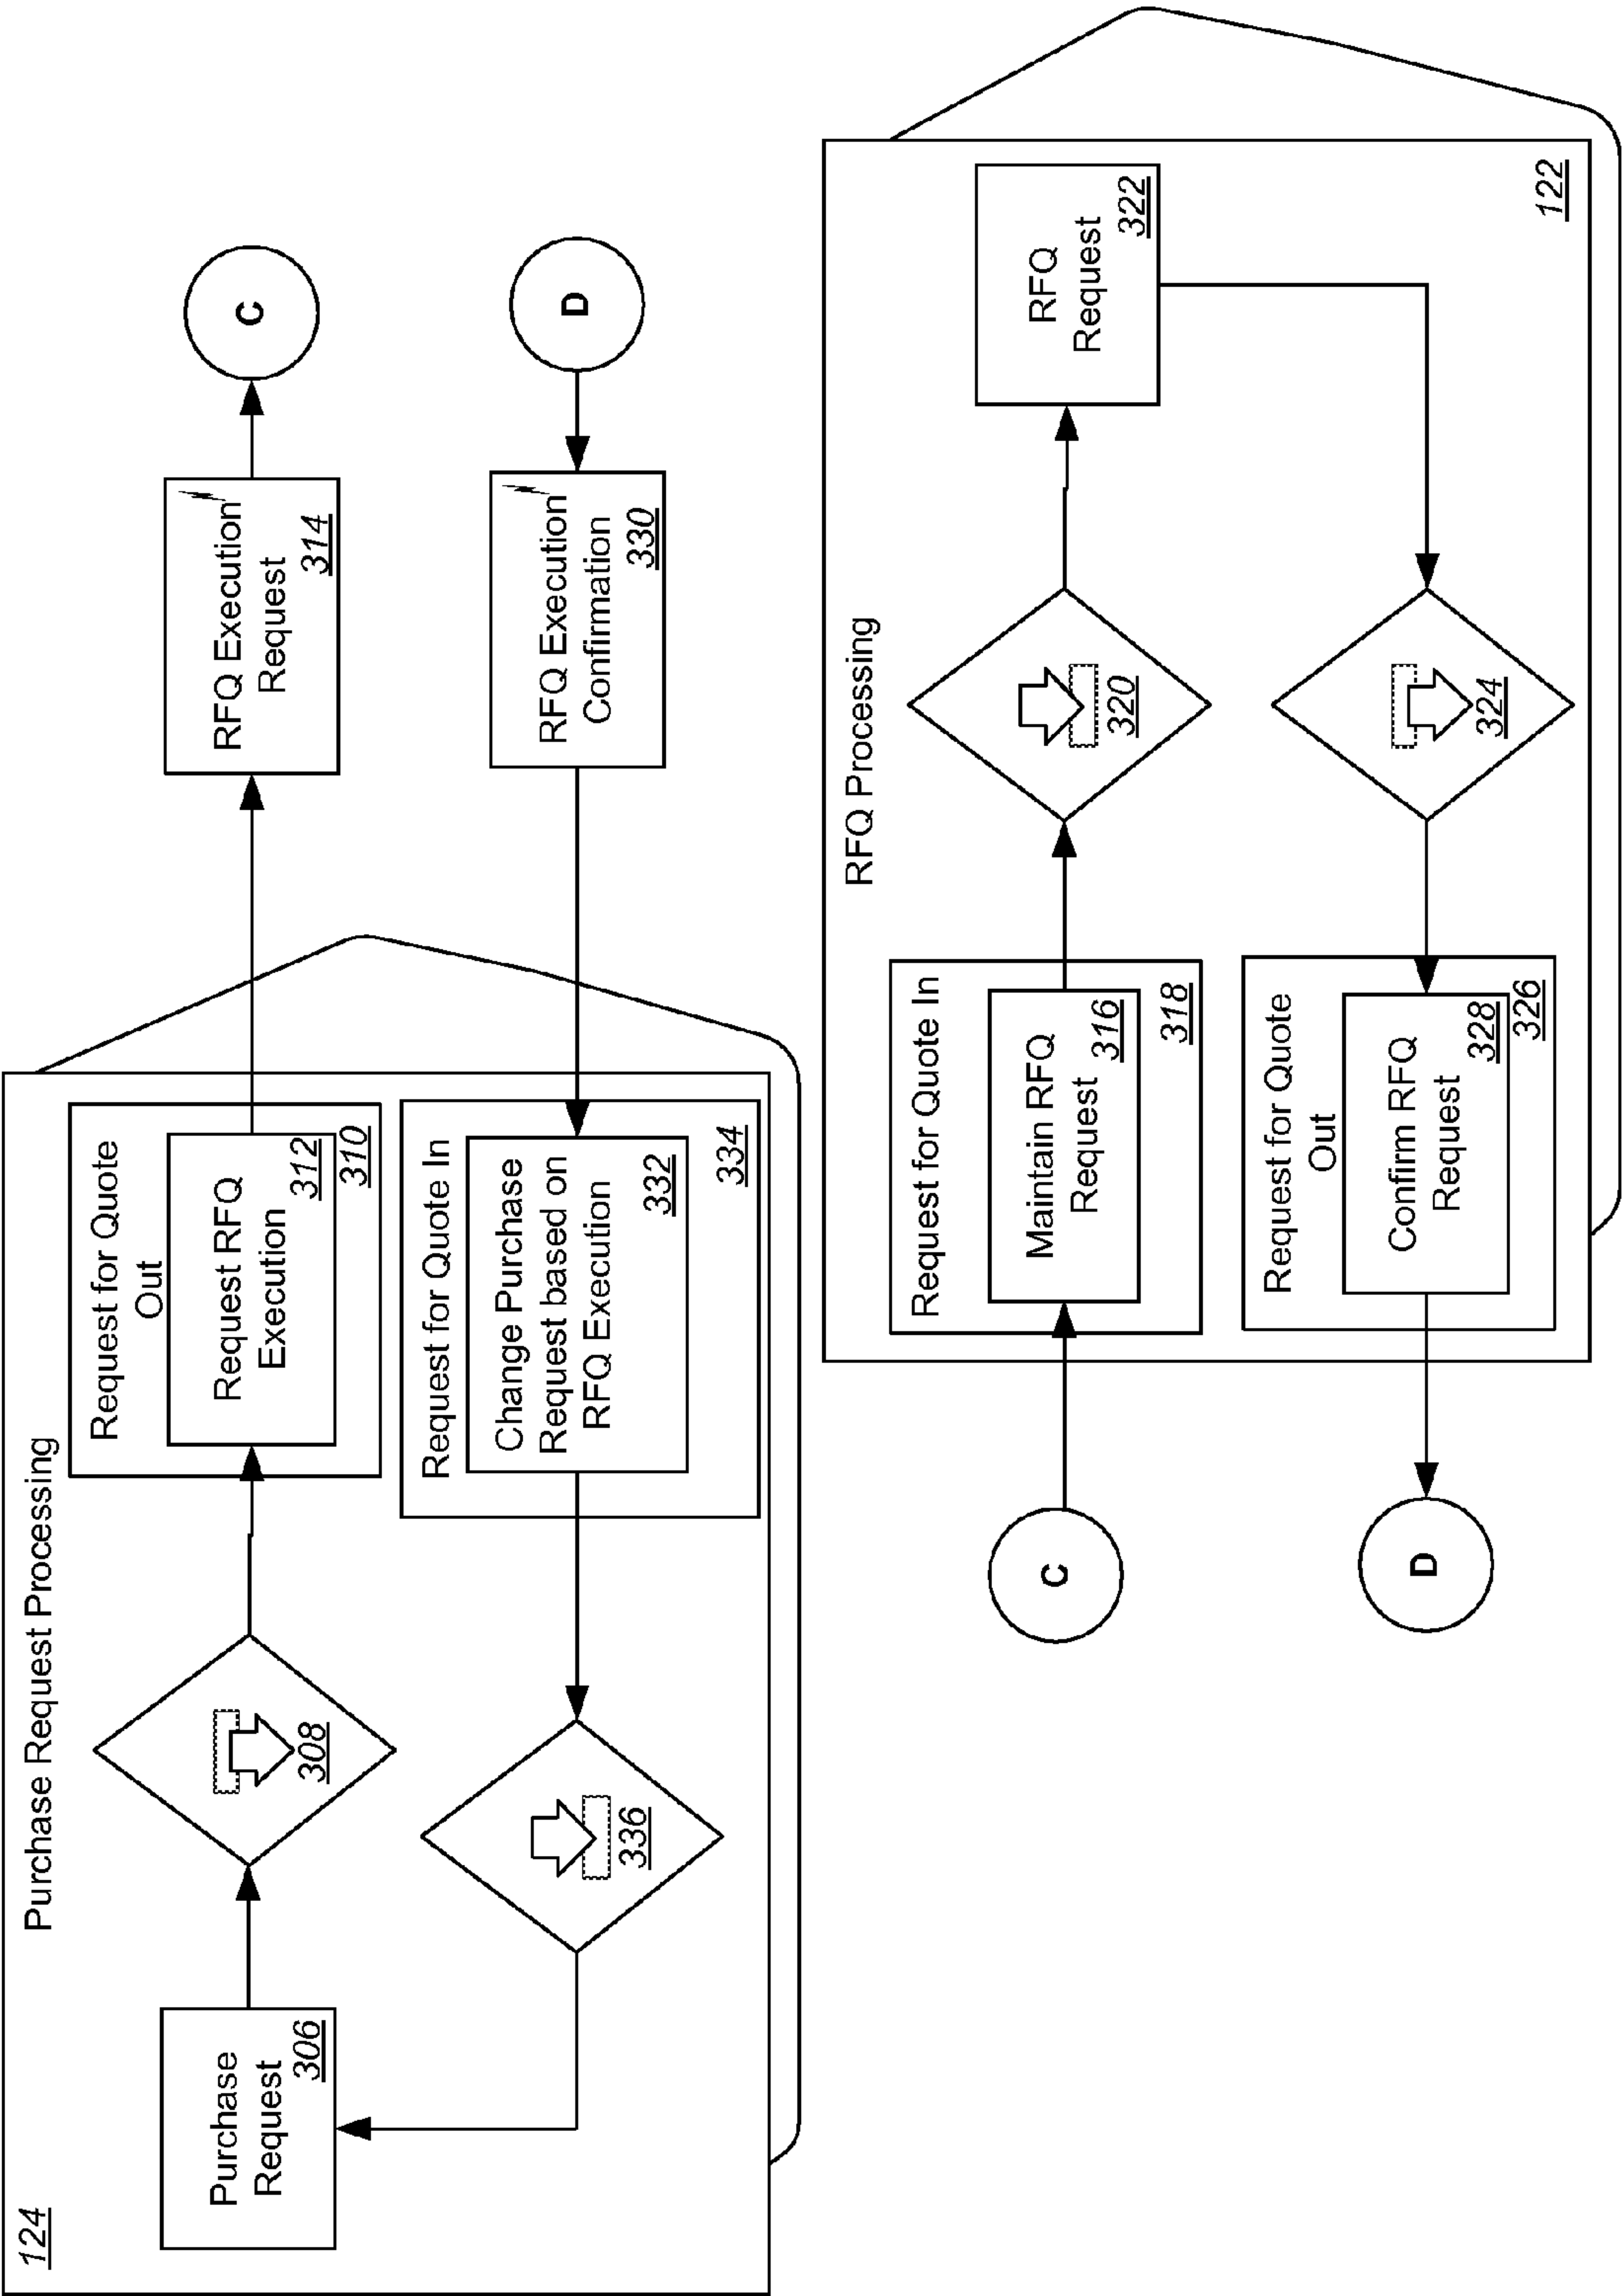 124
Purchase Request Processing
Purchase
Request
306
308
Request for Quote
Out
Request RFQ
Execution
312
310
RFQ Execution
Request
314
C
336
Request for Quote In
Change Purchase
Request based on
RFQ Execution
332
334
RFQ Execution
Confirmation
330
D
RFQ Processing
C
Request for Quote In
Maintain RFQ
Request
316
318
320
RFQ
Request
322
D
Request for Quote
Out
Confirm RFQ
Request
328
326
324
122